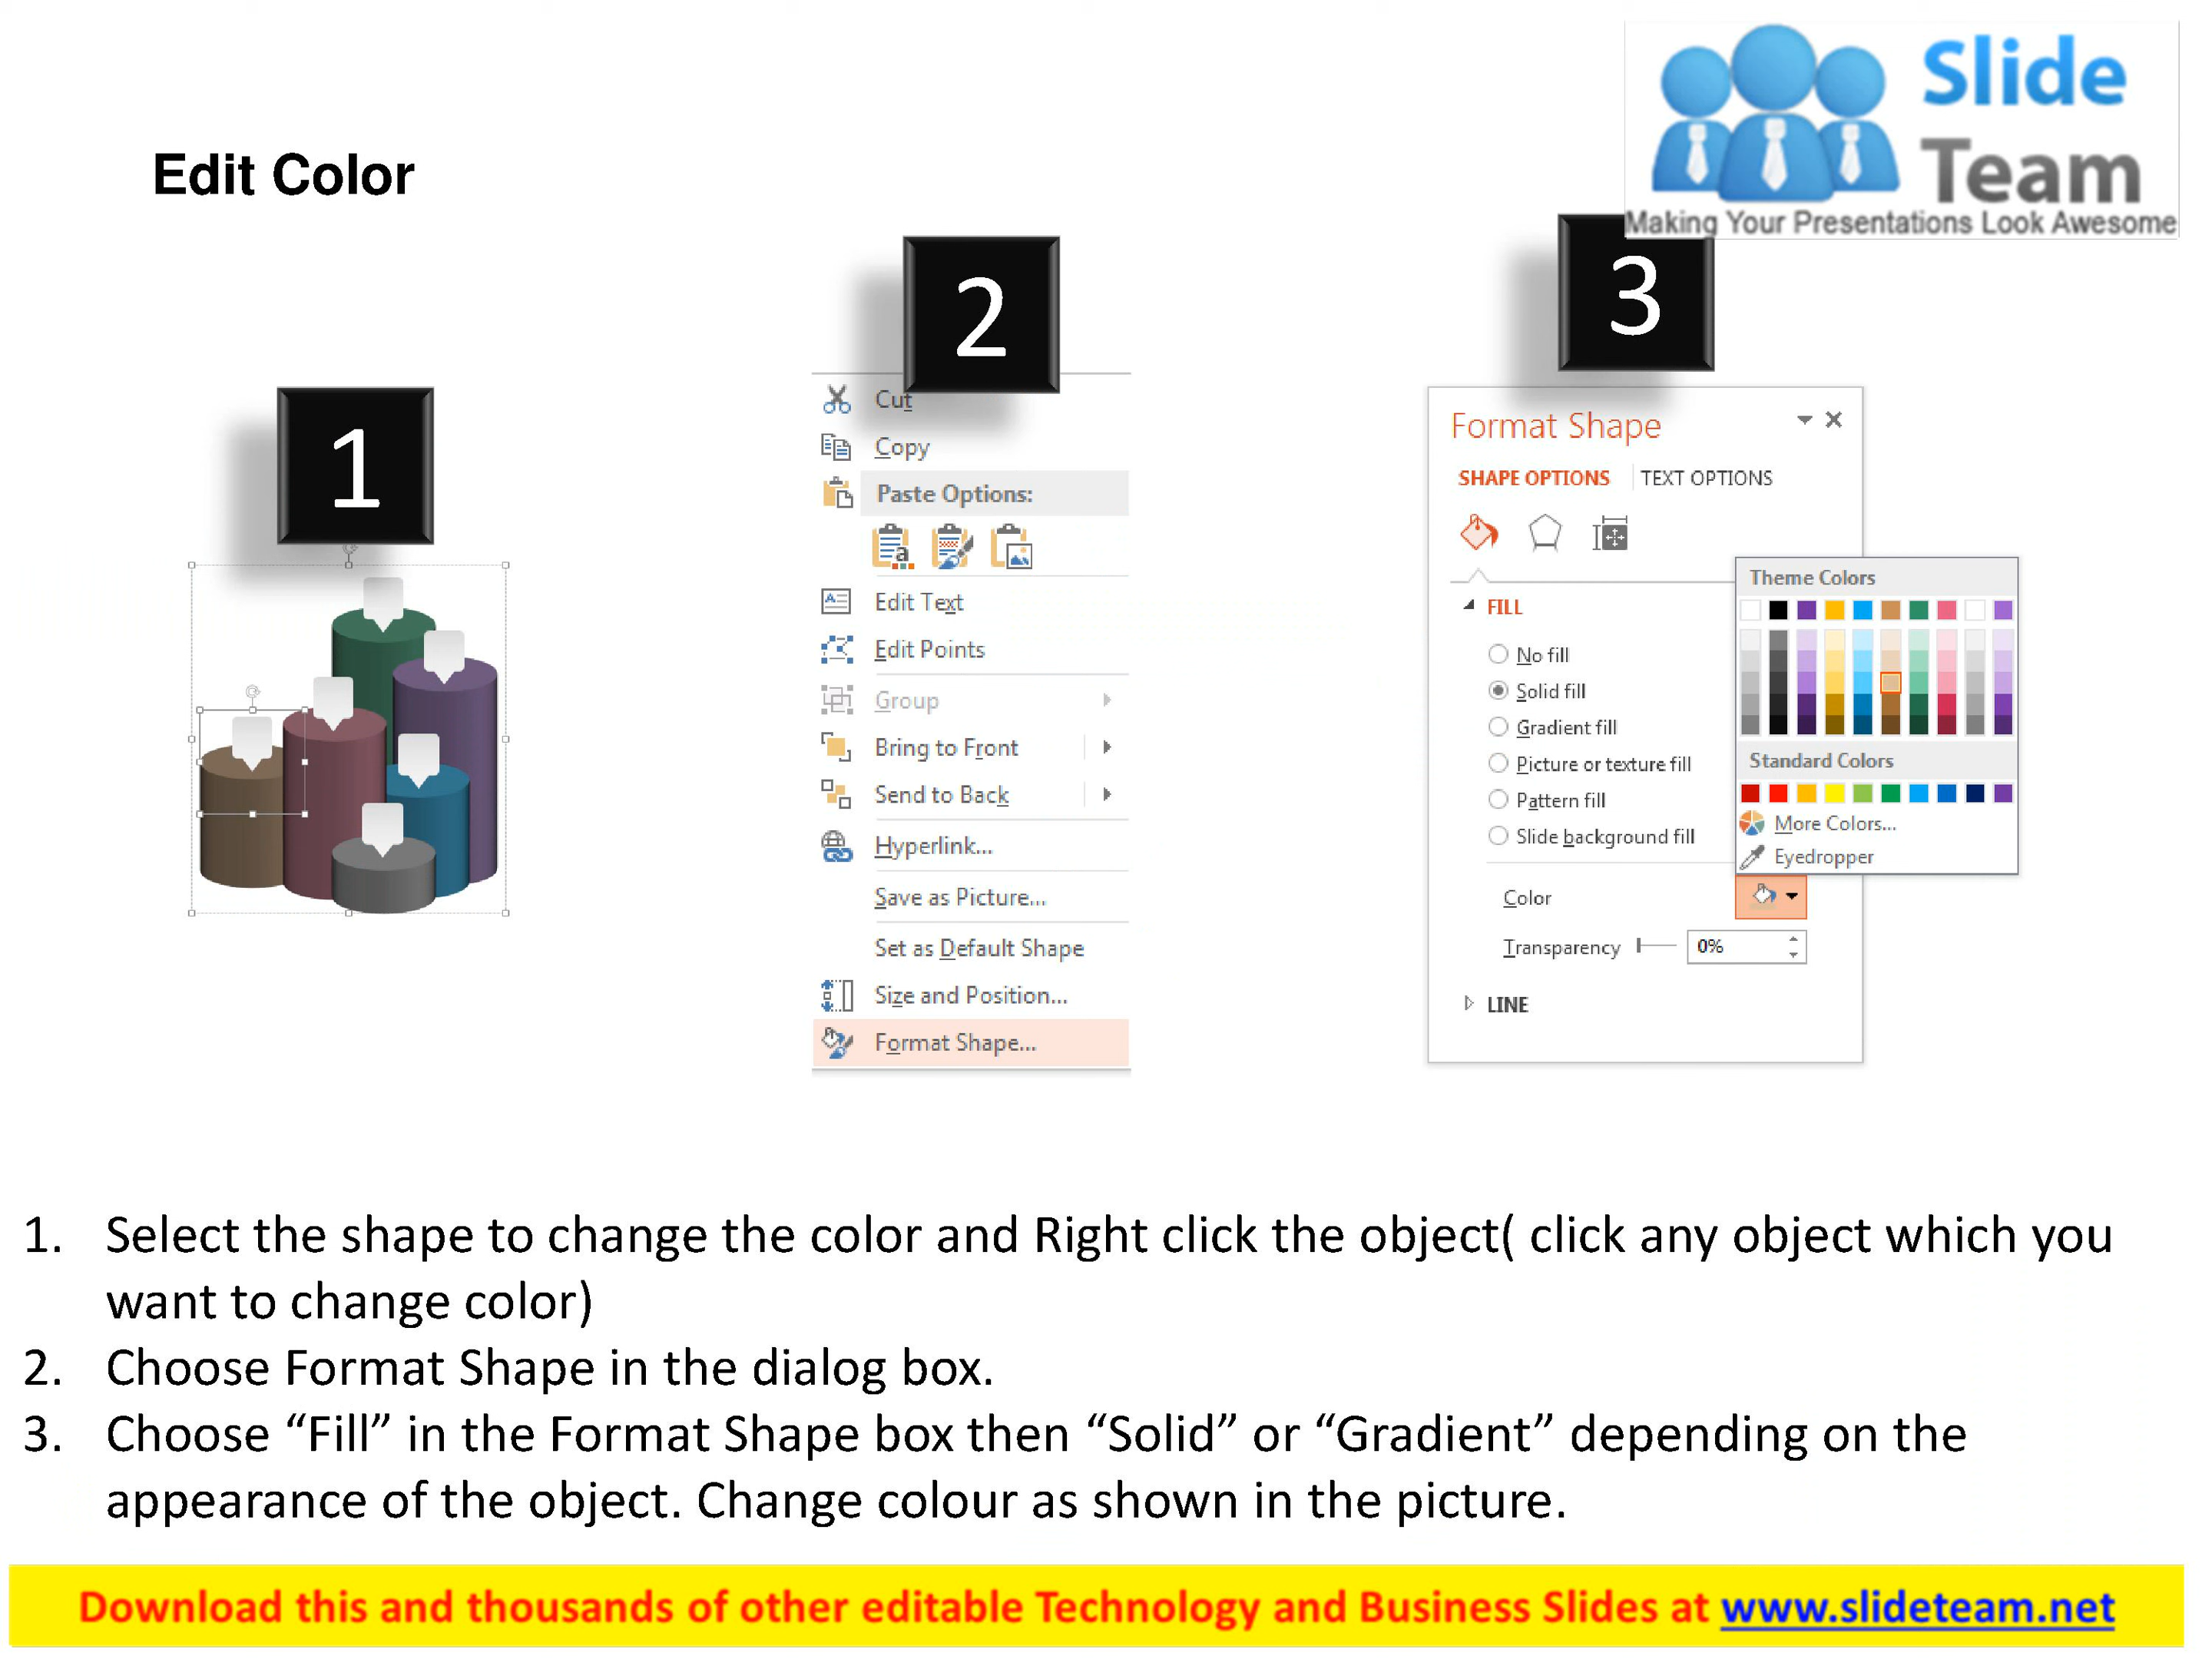 Slide
Team
Making Your Presentations Look Awesome
Edit Color
1
2
3
Cut
Copy
Paste Options:
a
Edit Text
Edit Points
Group
Bring to Front
Send to Back
Hyperlink...
Save as Picture...
Set as Default Shape
Size and Position...
Format Shape...
Format Shape
SHAPE OPTIONS TEXT OPTIONS
FILL
No fill
Solid fill
Gradient fill
Picture or texture fill
Pattern fill
Slide background fill
Color
Transparency 0%
LINE
Theme Colors
Standard Colors
More Colors...
Eyedropper
1. Select the shape to change the color and Right click the object( click any object which you
want to change color)
2. Choose Format Shape in the dialog box.
3. Choose “Fill” in the Format Shape box then “Solid” or “Gradient” depending on the
appearance of the object. Change colour as shown in the picture.
Download this and thousands of other editable Technology and Business Slides at www.slideteam.net